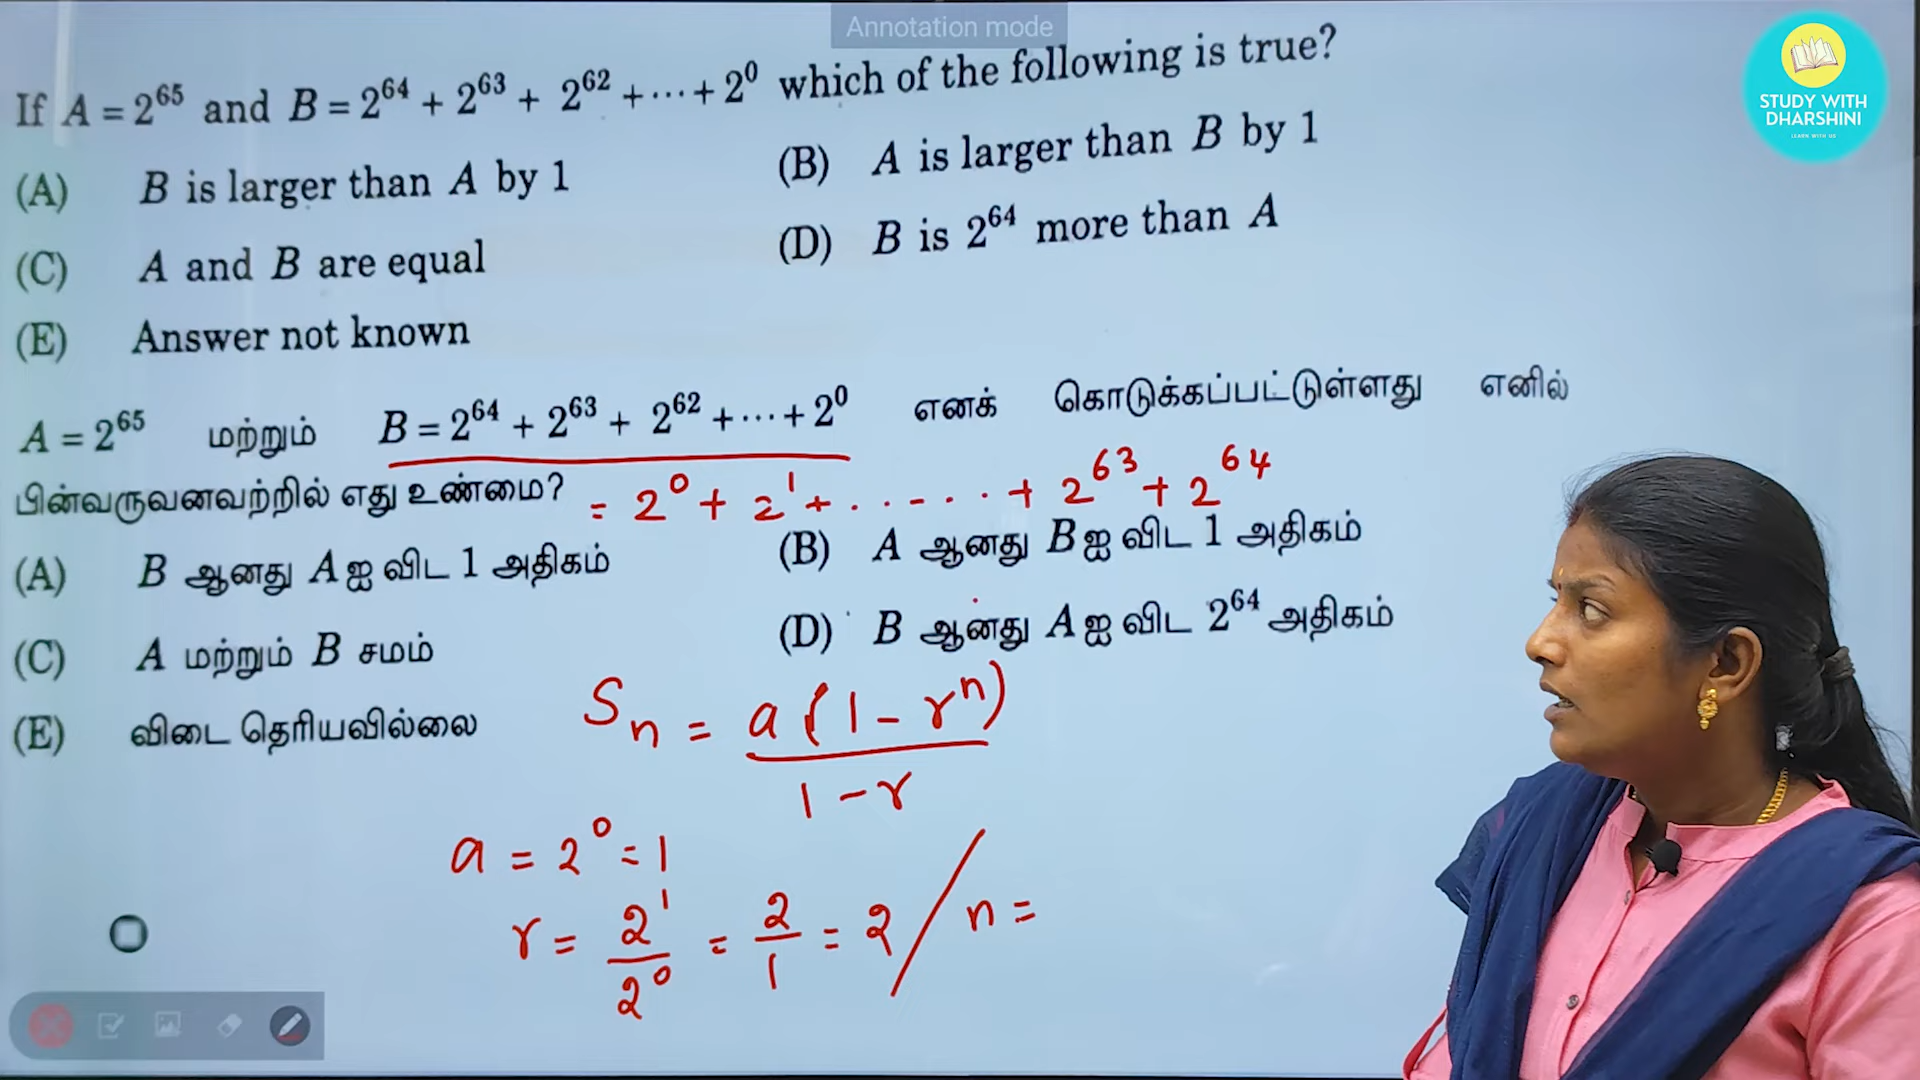 Annotation mode
If A = 2^65 and B = 2^64 + 2^63 + 2^62 + ⋯ + 2^0 which of the following is true?
(A) B is larger than A by 1 (B) A is larger than B by 1
(C) A and B are equal (D) B is 2^64 more than A
(E) Answer not known
A = 2^65 மற்றும் B = 2^64 + 2^63 + 2^62 + ⋯ + 2^0 எனக் கொடுக்கப்பட்டுள்ளது எனில்
பின்வருவனவற்றில் எது உண்மை? = 2^0 + 2^1 + . . - - . . + 2^63 + 2^64
(A) B ஆனது A ஐ விட 1 அதிகம் (B) A ஆனது B ஐ விட 1 அதிகம்
(C) A மற்றும் B சமம் (D) B ஆனது A ஐ விட 2^64 அதிகம்
(E) விடை தெரியவில்லை
S_n = a(1 - r^n) / 1 - r
a = 2^0 = 1
r = 2^1/2^0 = 2/1 = 2 / n =
STUDY WITH
DHARSHINI
LEARN WITH US